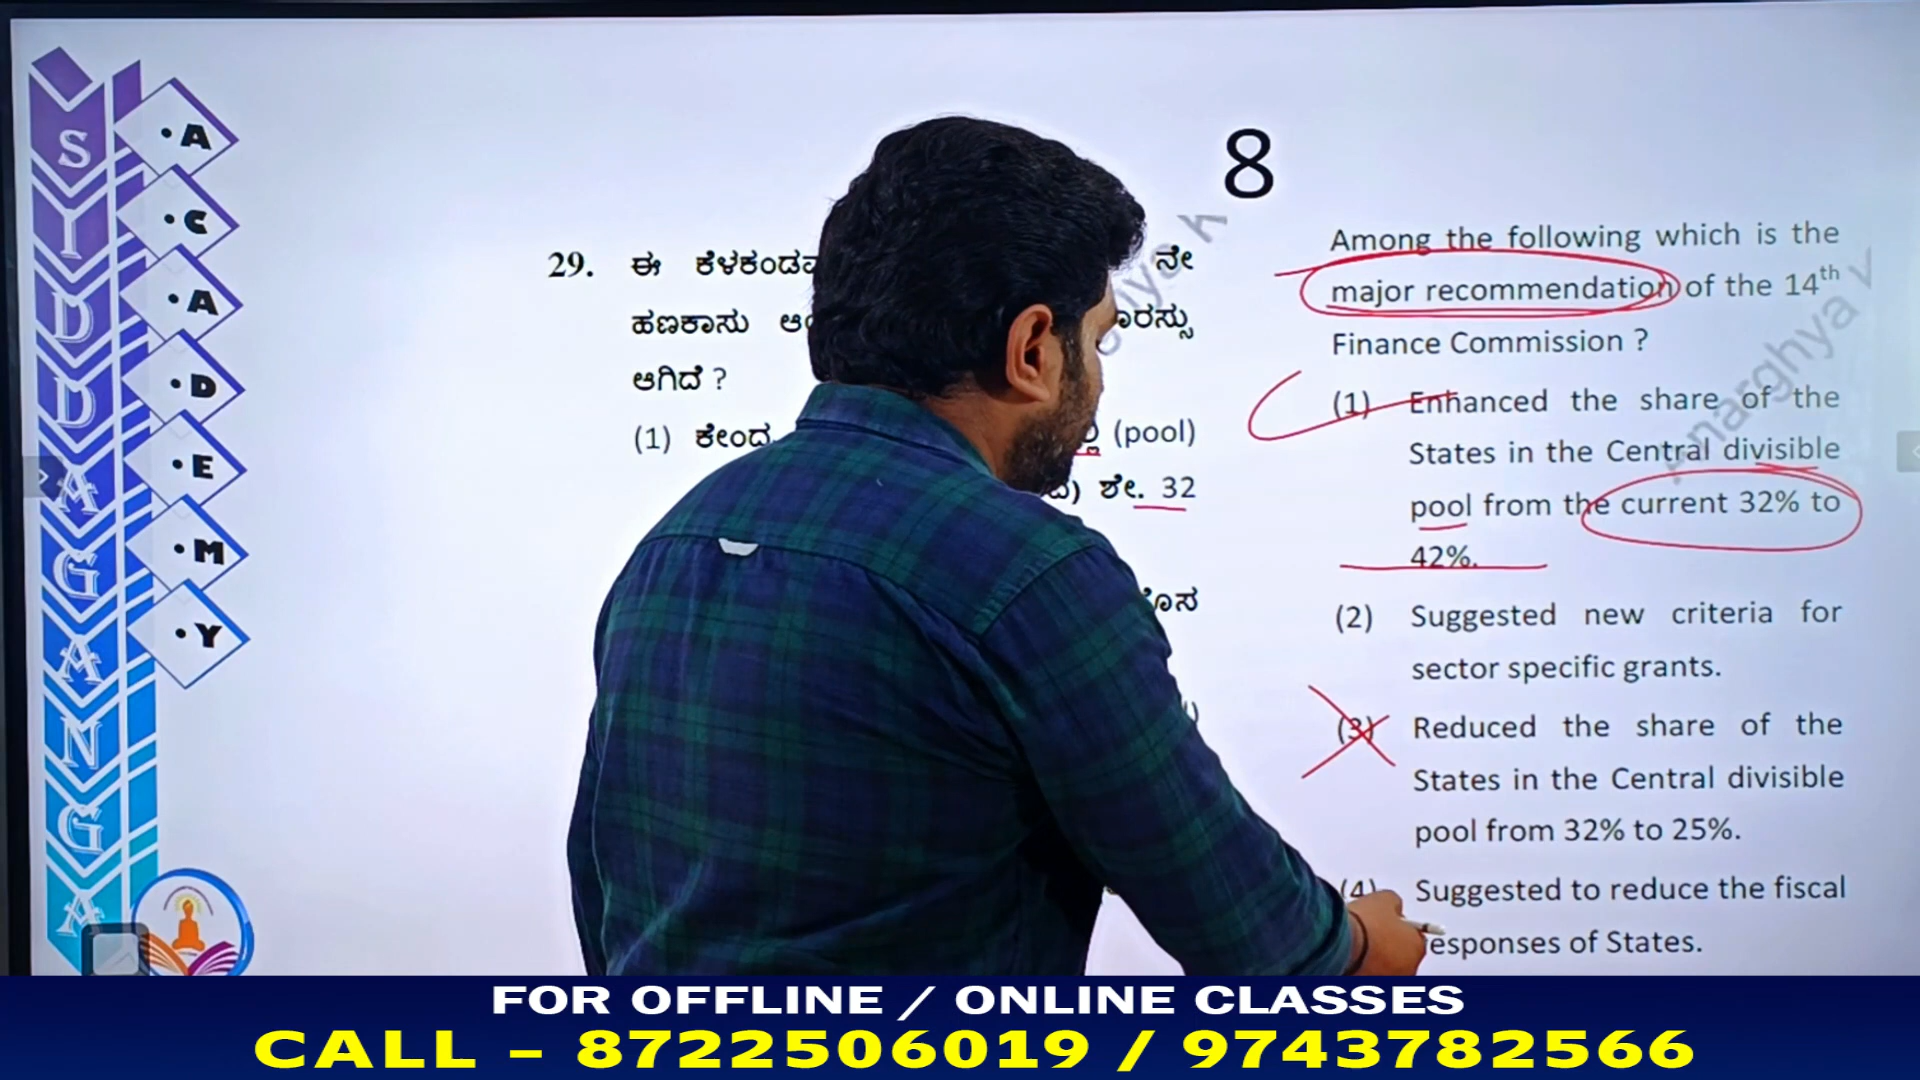 SIDDAGANGA
• A
• C
• A
• D
• E
• M
• Y
8
29. ಈ ನೇ
ಹಣಕಾಸು
ಆಗಿದೆ ?
(1) (pool)
ಶೇ. 32
Among the following which is the
major recommendation of the 14th
Finance Commission ?
(1) Enhanced the share of the
States in the Central divisible
pool from the current 32% to
42%.
(2) Suggested new criteria for
sector specific grants.
(3) Reduced the share of the
States in the Central divisible
pool from 32% to 25%.
(4) Suggested to reduce the fiscal
responses of States.
FOR OFFLINE / ONLINE CLASSES
CALL – 8722506019 / 9743782566